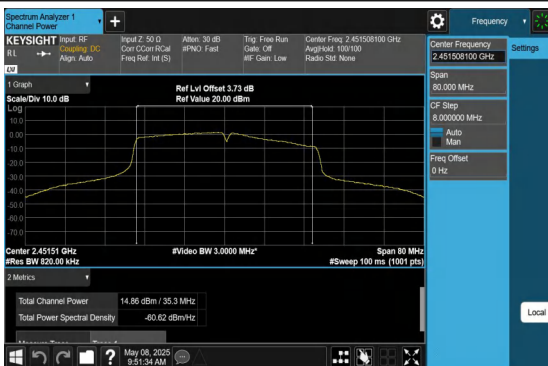 Spectrum Analyzer 1
Channel Power
Frequency
KEYSIGHT
RL
Input: RF
Coupling: DC
Align: Auto
Input Z: 50 Ω
Corr CCorr RCal
Freq Ref: Int (S)
Atten: 30 dB
#PNO: Fast
Trig: Free Run
Gate: Off
#IF Gain: Low
Center Freq: 2.451508100 GHz
Avg|Hold: 100/100
Radio Std: None
Center Frequency
2.451508100 GHz
Settings
Span
80.000 MHz
CF Step
8.000000 MHz
Auto
Man
Freq Offset
0 Hz
1 Graph
Scale/Div 10.0 dB
Ref Lvl Offset 3.73 dB
Ref Value 20.00 dBm
Log
10.0
0.00
-10.0
-20.0
-30.0
-40.0
-50.0
-60.0
-70.0
Center 2.45151 GHz
#Res BW 820.00 kHz
#Video BW 3.0000 MHz*
Span 80 MHz
#Sweep 100 ms (1001 pts)
2 Metrics
Total Channel Power 14.86 dBm / 35.3 MHz
Total Power Spectral Density -60.62 dBm/Hz
Local
?
May 08, 2025
9:51:34 AM